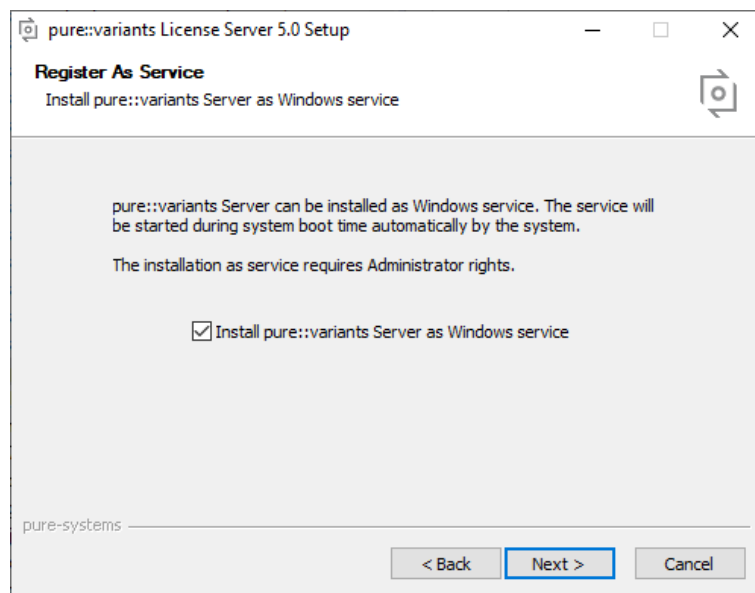 pure::variants License Server 5.0 Setup
Register As Service
Install pure::variants Server as Windows service
pure::variants Server can be installed as Windows service. The service will
be started during system boot time automatically by the system.
The installation as service requires Administrator rights.
Install pure::variants Server as Windows service
pure-systems
< Back
Next >
Cancel